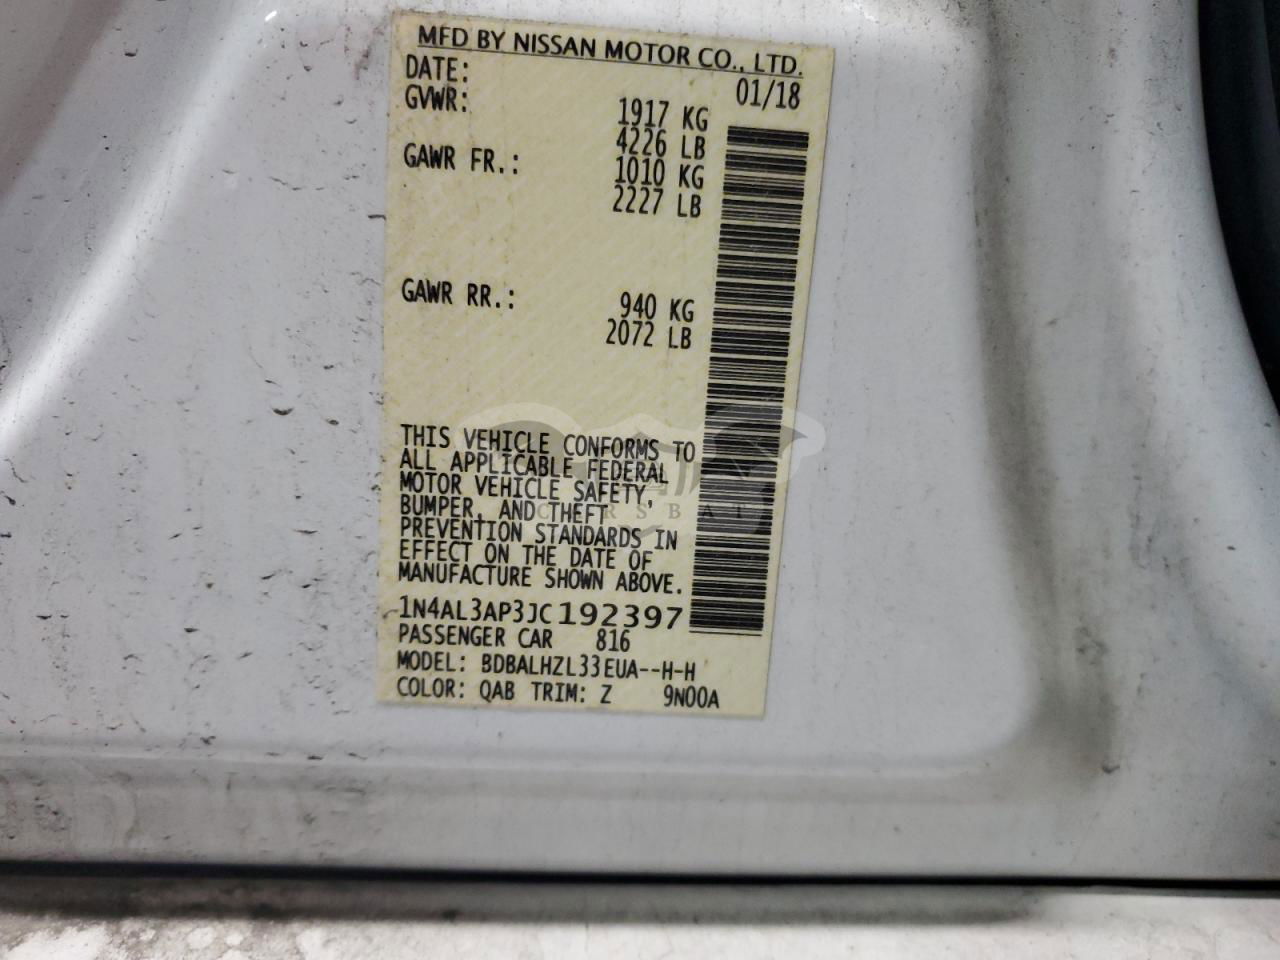 MFD BY NISSAN MOTOR CO., LTD.
DATE: 01/18
GVWR: 1917 KG
4226 LB
GAWR FR.: 1010 KG
2227 LB
GAWR RR.: 940 KG
2072 LB
THIS VEHICLE CONFORMS TO
ALL APPLICABLE FEDERAL
MOTOR VEHICLE SAFETY,
BUMPER, AND THEFT
PREVENTION STANDARDS IN
EFFECT ON THE DATE OF
MANUFACTURE SHOWN ABOVE.
1N4AL3AP3JC192397
PASSENGER CAR 816
MODEL: BDBALHZL33EUA--H-H
COLOR: QAB TRIM: Z 9N00A